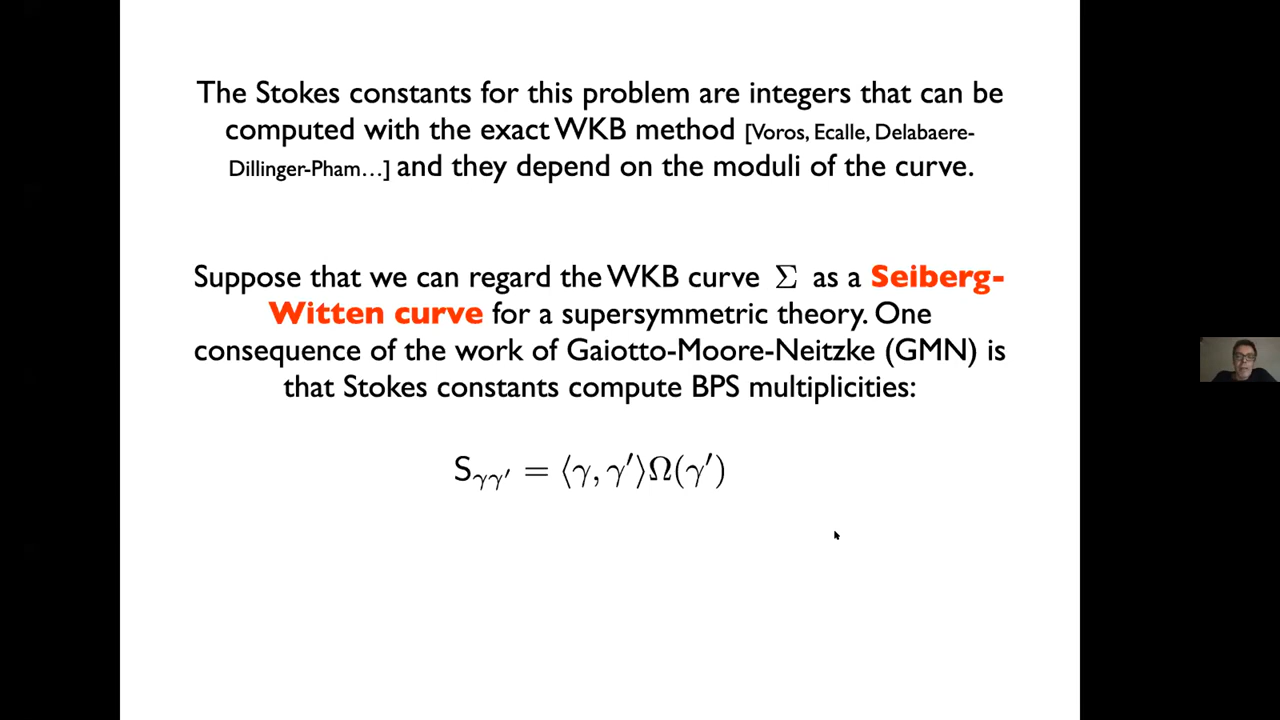 The Stokes constants for this problem are integers that can be
computed with the exact WKB method [Voros, Ecalle, Delabaere-
Dillinger-Pham…] and they depend on the moduli of the curve.
Suppose that we can regard the WKB curve Σ as a Seiberg-
Witten curve for a supersymmetric theory. One
consequence of the work of Gaiotto-Moore-Neitzke (GMN) is
that Stokes constants compute BPS multiplicities:
S_{γγ′} = ⟨γ, γ′⟩Ω(γ′)